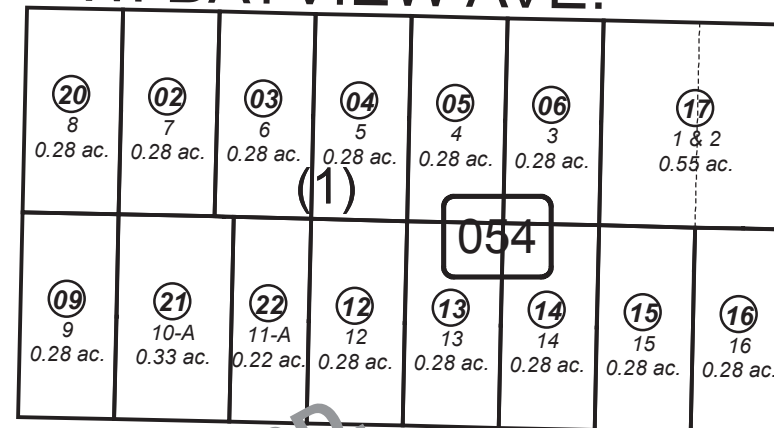 BAYVIEW AVE.
20
8
0.28 ac.
02
7
0.28 ac.
03
6
0.28 ac.
04
5
0.28 ac.
05
4
0.28 ac.
06
3
0.28 ac.
17
1 & 2
0.55 ac.
(1)
054
09
9
0.28 ac.
21
10-A
0.33 ac.
22
11-A
0.22 ac.
12
12
0.28 ac.
13
13
0.28 ac.
14
14
0.28 ac.
15
15
0.28 ac.
16
16
0.28 ac.